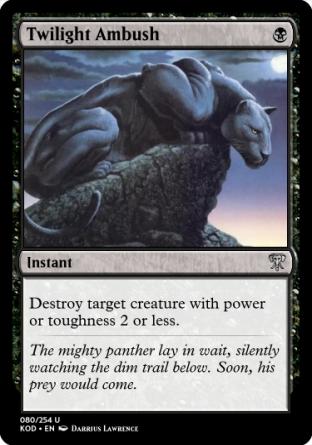 Twilight Ambush
Instant
Destroy target creature with power
or toughness 2 or less.
The mighty panther lay in wait, silently
watching the dim trail below. Soon, his
prey would come.
080/254 U
KOD • EN Darrius Lawrence